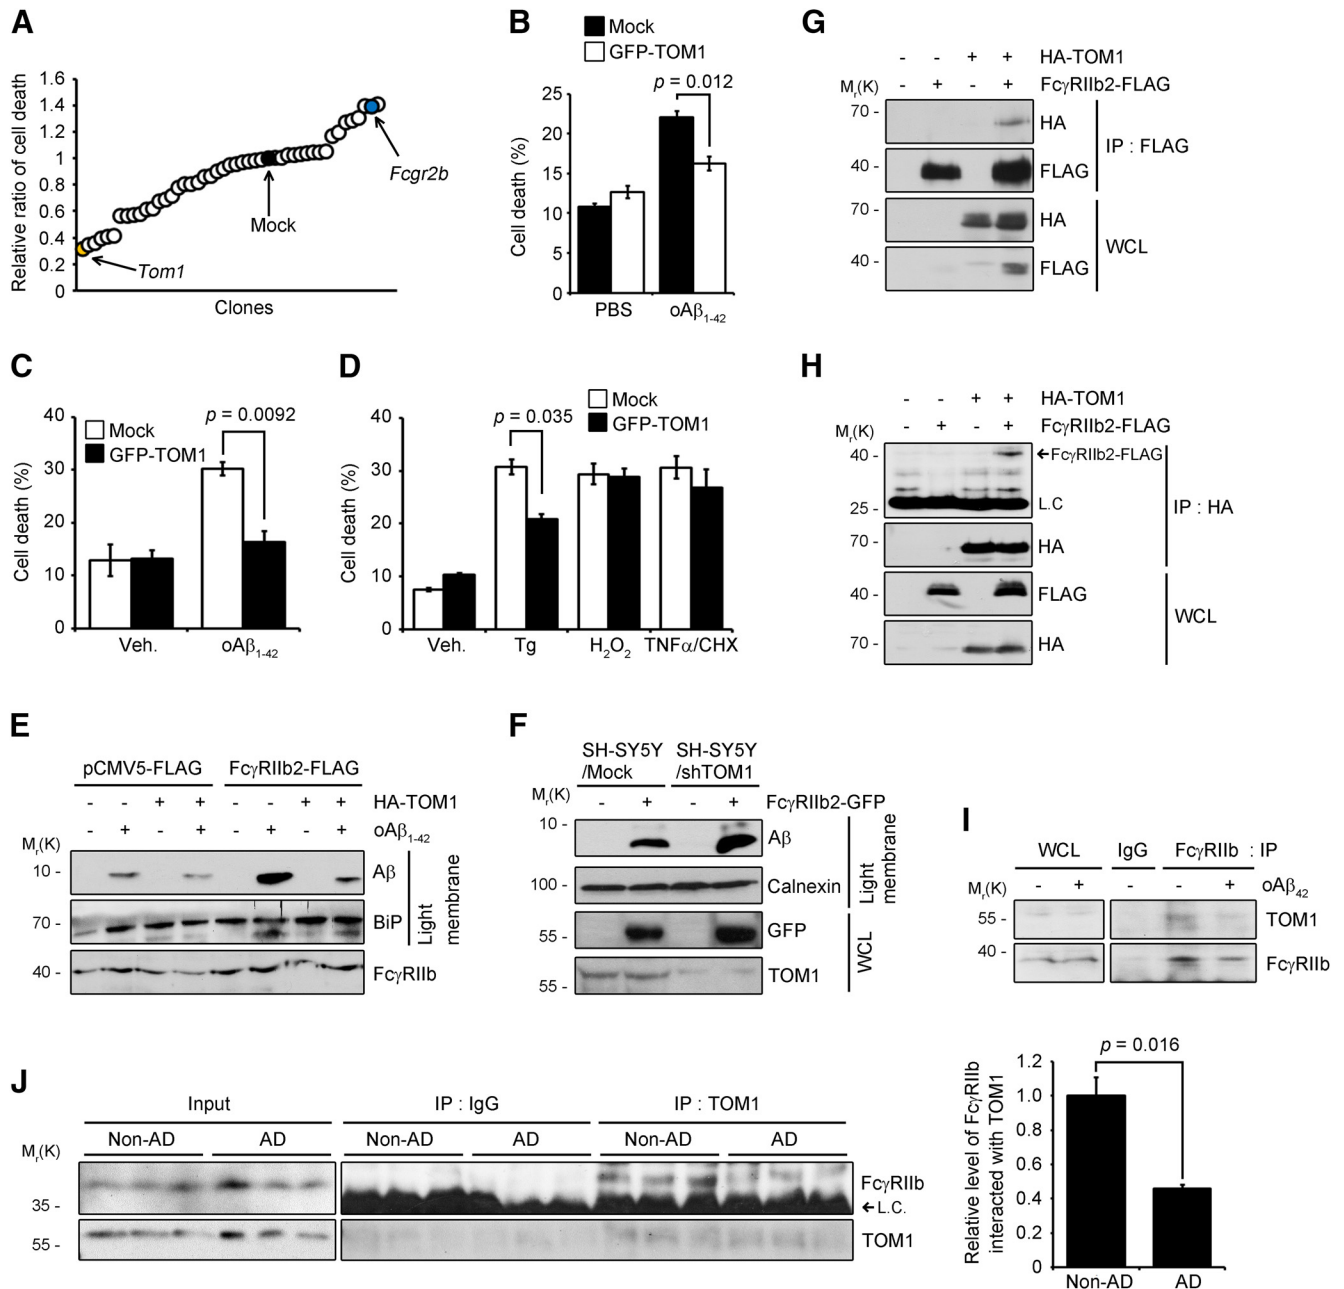 A
Relative ratio of cell death
1.6
1.4
1.2
1
0.8
0.6
0.4
0.2
0
Fcgr2b
Mock
Tom1
Clones
B
Mock
GFP-TOM1
p = 0.012
Cell death (%)
25
20
15
10
5
0
PBS oAβ1-42
C
p = 0.0092
Mock
GFP-TOM1
Cell death (%)
40
30
20
10
0
Veh. oAβ1-42
D
Mock
GFP-TOM1
p = 0.035
Cell death (%)
40
30
20
10
0
Veh. Tg H2O2 TNFα/CHX
E
pCMV5-FLAG FcγRIIb2-FLAG
- - + + - - + + HA-TOM1
- + - + - + - + oAβ1-42
Mr(K)
10 - Aβ
70 - BiP
Light membrane
40 - FcγRIIb
F
SH-SY5Y /Mock
SH-SY5Y /shTOM1
Mr(K)
- + - + FcγRIIb2-GFP
10 - Aβ
100 - Calnexin
Light membrane
55 - GFP
55 - TOM1
WCL
G
- - + + HA-TOM1
Mr(K) - + - + FcγRIIb2-FLAG
70 - HA
40 - FLAG
IP : FLAG
70 - HA
40 - FLAG
WCL
H
- - + + HA-TOM1
Mr(K) - + - + FcγRIIb2-FLAG
40 - ←FcγRIIb2-FLAG
25 - L.C
70 - HA
IP : HA
40 - FLAG
70 - HA
WCL
I
WCL IgG FcγRIIb : IP
Mr(K) - + - - + oAβ42
55 - TOM1
40 - FcγRIIb
J
Input IP : IgG IP : TOM1
Non-AD AD Non-AD AD Non-AD AD
Mr(K)
FcγRIIb
35 - ←L.C.
55 - TOM1
p = 0.016
Relative level of FcγRIIb
interacted with TOM1
1.2
1.0
0.8
0.6
0.4
0.2
0
Non-AD AD